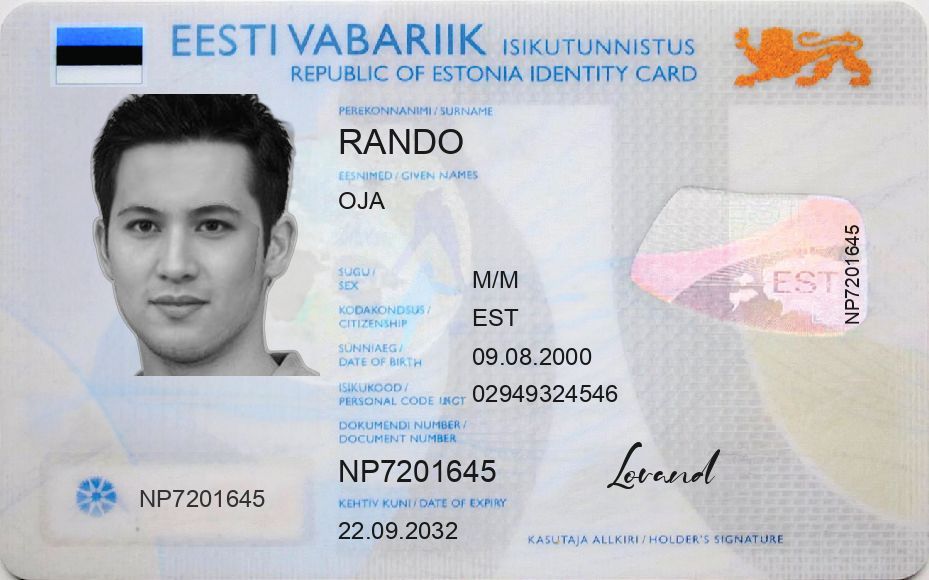 EESTI VABARIIK ISIKUTUNNISTUS
REPUBLIC OF ESTONIA IDENTITY CARD
PEREKONNANIMI / SURNAME
RANDO
EESNIMED / GIVEN NAMES
OJA
SUGU /
SEX
M/M
KODAKONDSUS /
CITIZENSHIP
EST
SÜNNIAEG /
DATE OF BIRTH
09.08.2000
ISIKUKOOD /
PERSONAL CODE
02949324546
DOKUMENDI NUMBER /
DOCUMENT NUMBER
NP7201645
KEHTIV KUNI / DATE OF EXPIRY
22.09.2032
NP7201645
EST
NP7201645
Lovand
KASUTAJA ALLKIRI / HOLDER'S SIGNATURE